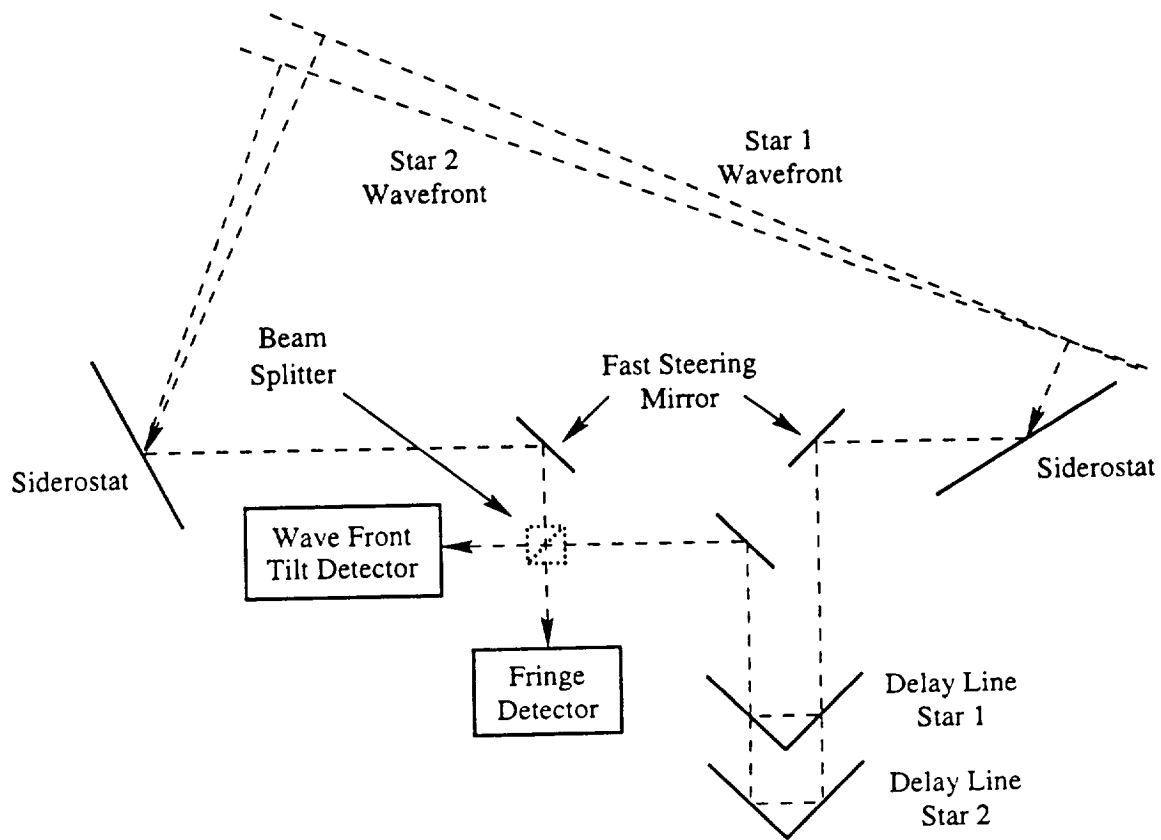 Star 1
Wavefront
Star 2
Wavefront
Beam
Splitter
Fast Steering
Mirror
Siderostat
Siderostat
Wave Front
Tilt Detector
Fringe
Detector
Delay Line
Star 1
Delay Line
Star 2